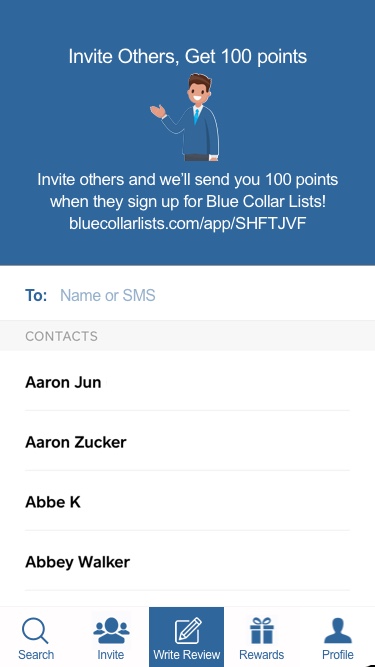 Invite Others, Get 100 points
Invite others and we'll send you 100 points
when they sign up for Blue Collar Lists!
bluecollarlists.com/app/SHFTJVF
To: Name or SMS
CONTACTS
Aaron Jun
Aaron Zucker
Abbe K
Abbey Walker
Search Invite Write Review Rewards Profile